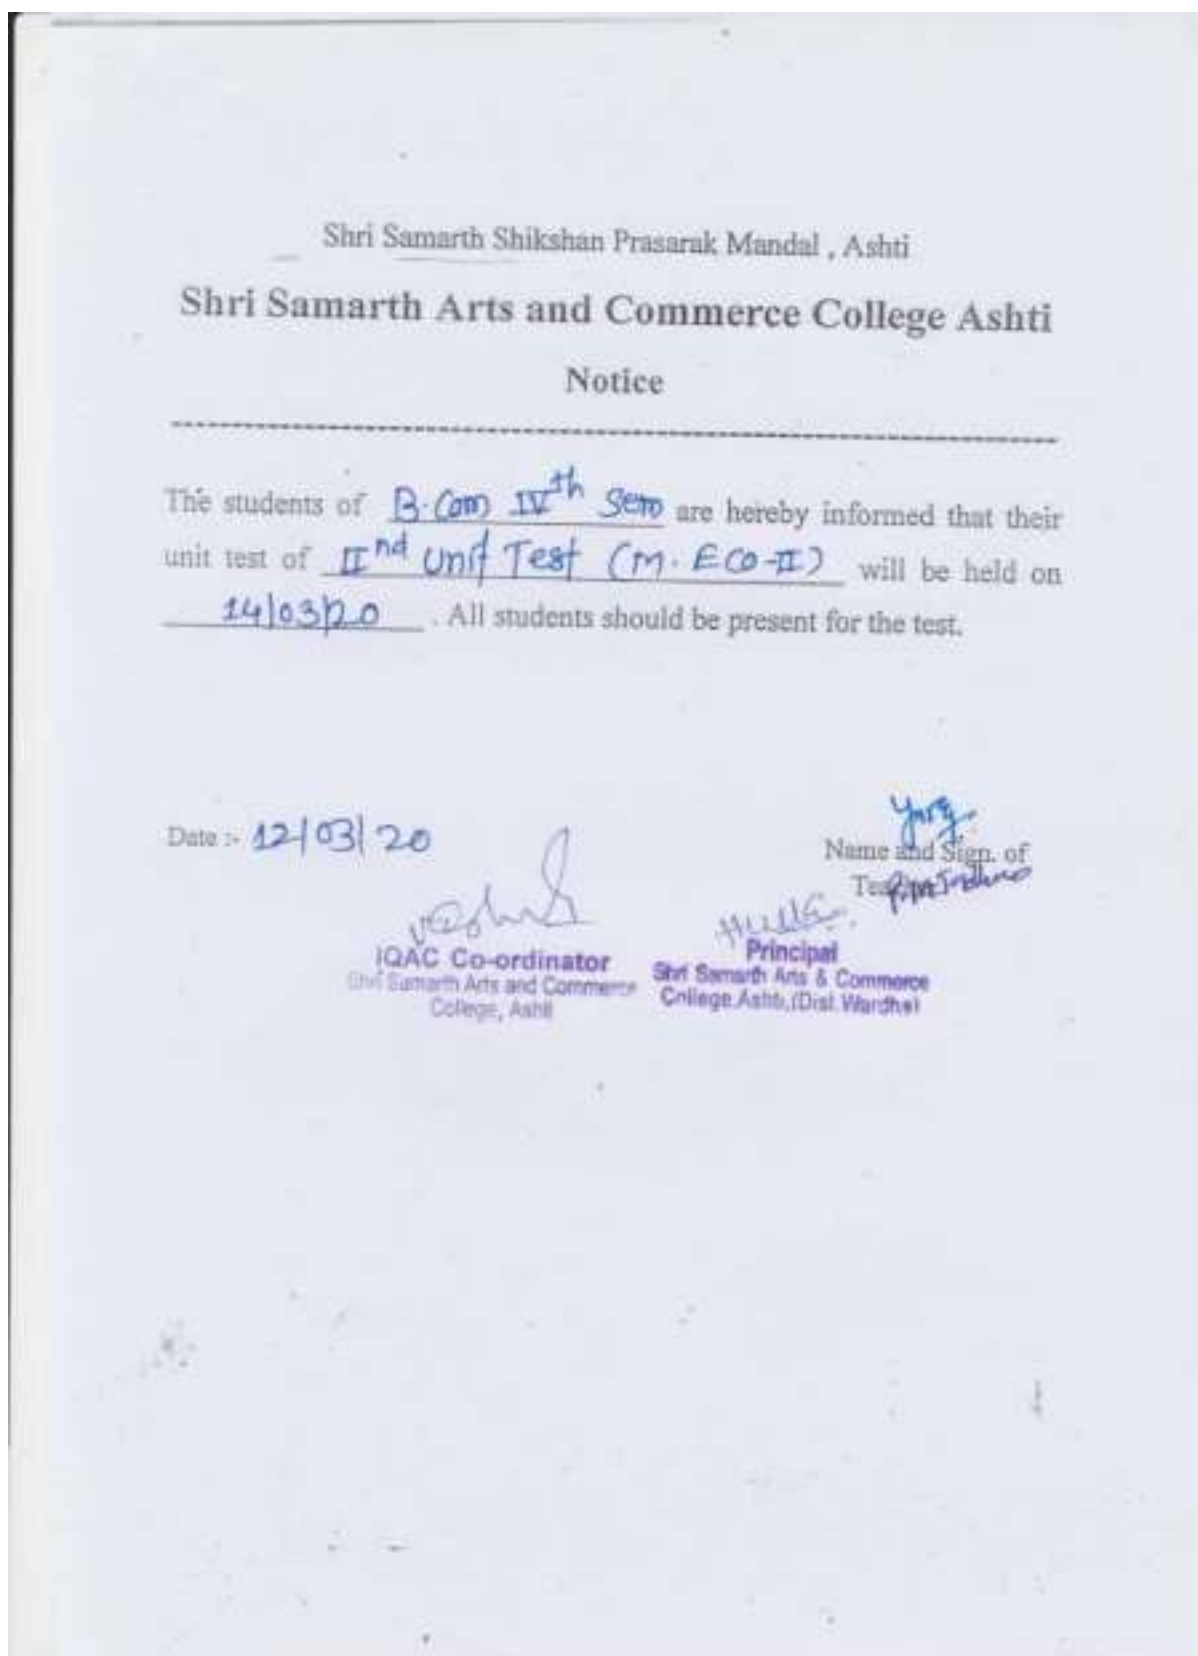 Shri Samarth Shikshan Prasarak Mandal , Ashti
Shri Samarth Arts and Commerce College Ashti
Notice
The students of B.Com IVth Sem are hereby informed that their
unit test of IInd Unit Test (M. ECO-II) will be held on
14/03/20 . All students should be present for the test.
Date :- 12/03/20
Name and Sign. of
IQAC Co-ordinator
Shri Samarth Arts and Commerce
College, Ashti
Principal
Shri Samarth Arts & Commerce
College,Ashti,(Dist.Wardha)